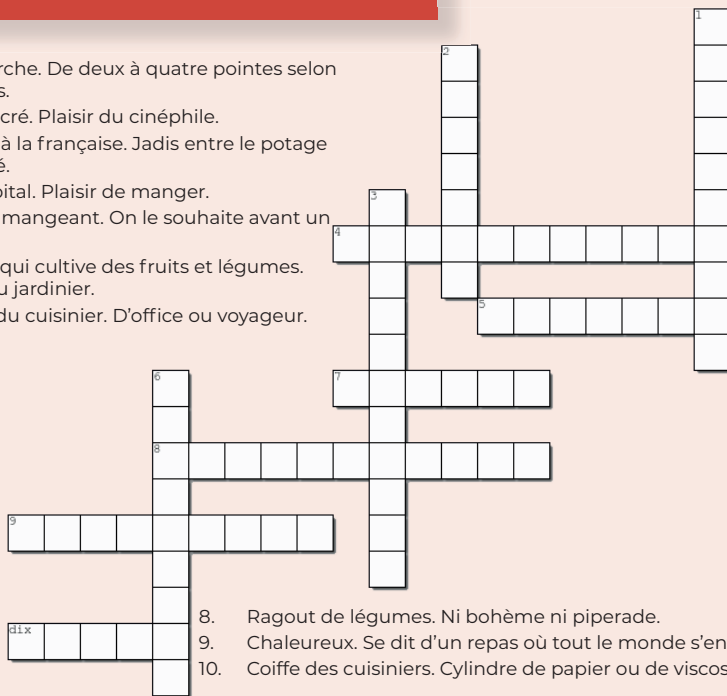 1
2
rche. De deux à quatre pointes selon
s.
cré. Plaisir du cinéphile.
à la française. Jadis entre le potage
é.
pital. Plaisir de manger.
3
mangeant. On le souhaite avant un
4
qui cultive des fruits et légumes.
u jardinier.
5
du cuisinier. D’office ou voyageur.
6
7
8
9
8. Ragout de légumes. Ni bohème ni piperade.
dix
9. Chaleureux. Se dit d’un repas où tout le monde s’en
10. Coiffe des cuisiniers. Cylindre de papier ou de viscos